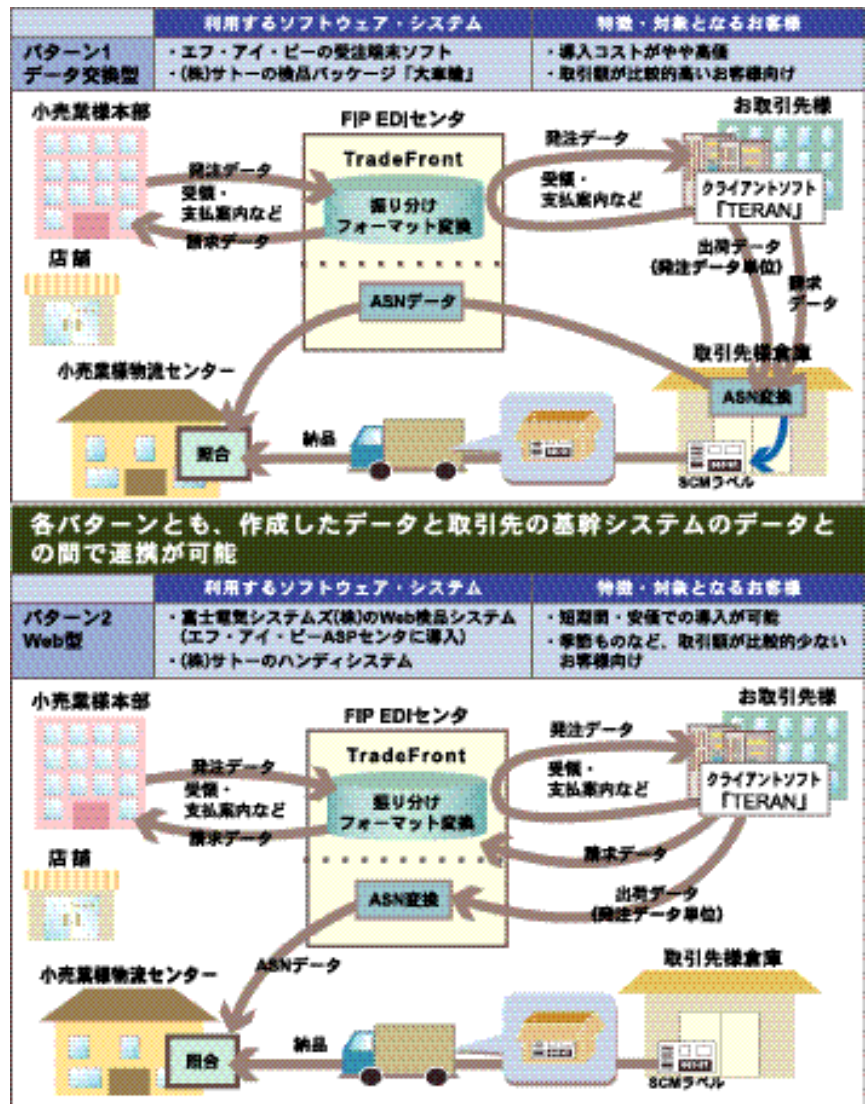 利用するソフトウェア・システム
特徴・対象となるお客様
パターン1
データ交換型
・エフ・アイ・ピーの受注端末ソフト
・(株)サトーの検品パッケージ「大車輪」
・導入コストがやや高価
・取引額が比較的高いお客様向け
小売業様本部
FIP EDIセンタ
お取引先様
TradeFront
発注データ
受領・
支払案内など
請求データ
振り分け
フォーマット変換
発注データ
受領・
支払案内など
クライアントソフト
『TERAN』
店舗
出荷データ
(発注データ単位)
請求
データ
ASNデータ
小売業様物流センター
取引先様倉庫
ASN変換
照合
納品
SCMラベル
各パターンとも、作成したデータと取引先の基幹システムのデータと
の間で連携が可能
利用するソフトウェア・システム
特徴・対象となるお客様
パターン2
Web型
・富士電気システムズ(株)のWeb検品システム
(エフ・アイ・ピーASPセンタに導入)
・(株)サトーのハンディシステム
・短期間・安価での導入が可能
・季節ものなど、取引額が比較的少ない
お客様向け
小売業様本部
FIP EDIセンタ
お取引先様
TradeFront
発注データ
受領・
支払案内など
請求データ
振り分け
フォーマット変換
発注データ
受領・
支払案内など
クライアントソフト
『TERAN』
請求データ
店舗
ASN変換
出荷データ
(発注データ単位)
ASNデータ
小売業様物流センター
取引先様倉庫
照合
納品
SCMラベル